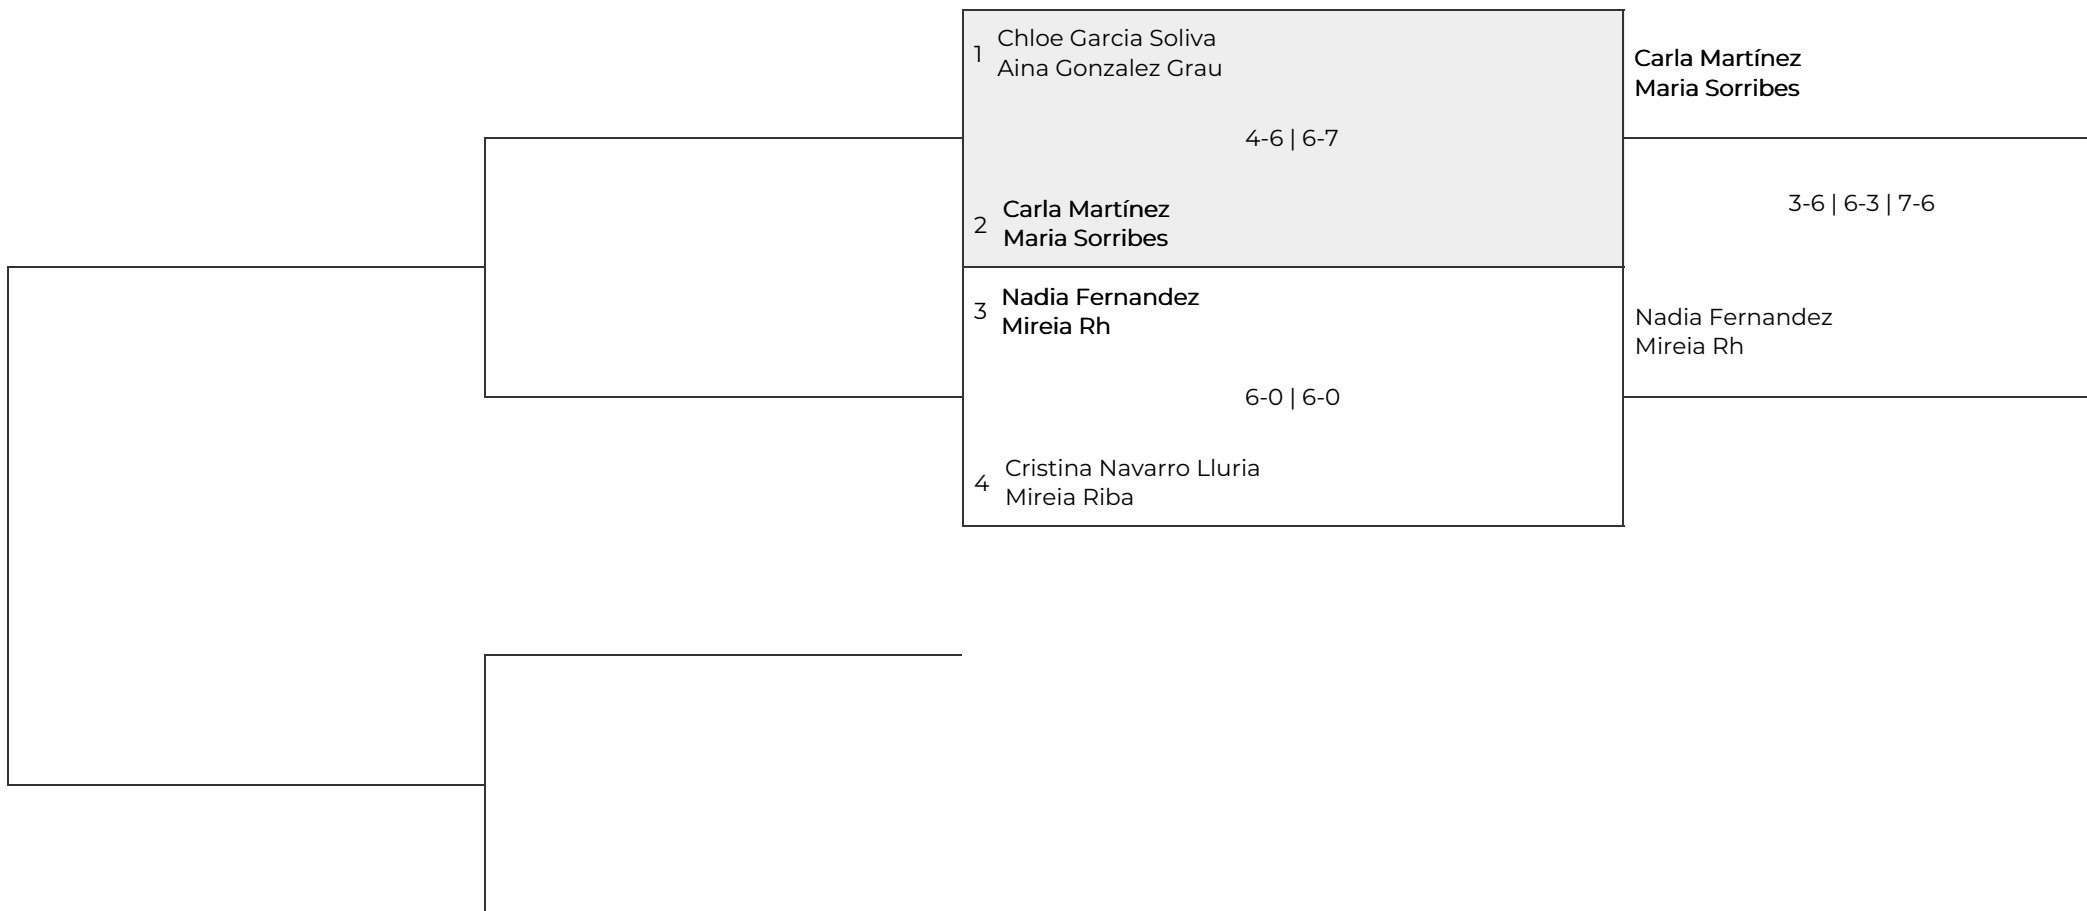 1
Chloe Garcia Soliva
Aina Gonzalez Grau
4-6 | 6-7
2
Carla Martínez
Maria Sorribes
3
Nadia Fernandez
Mireia Rh
6-0 | 6-0
4
Cristina Navarro Lluria
Mireia Riba
Carla Martínez
Maria Sorribes
3-6 | 6-3 | 7-6
Nadia Fernandez
Mireia Rh